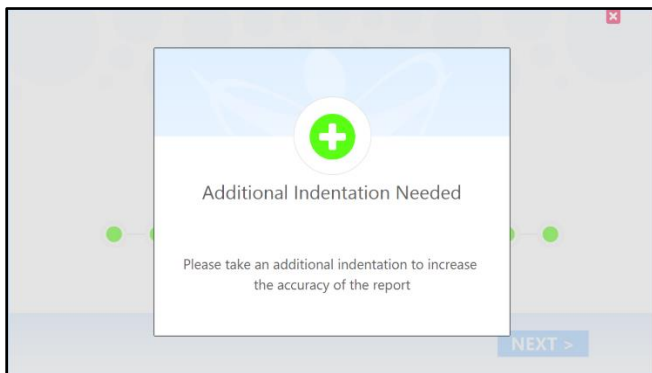 Additional Indentation Needed
Please take an additional indentation to increase
the accuracy of the report
NEXT >